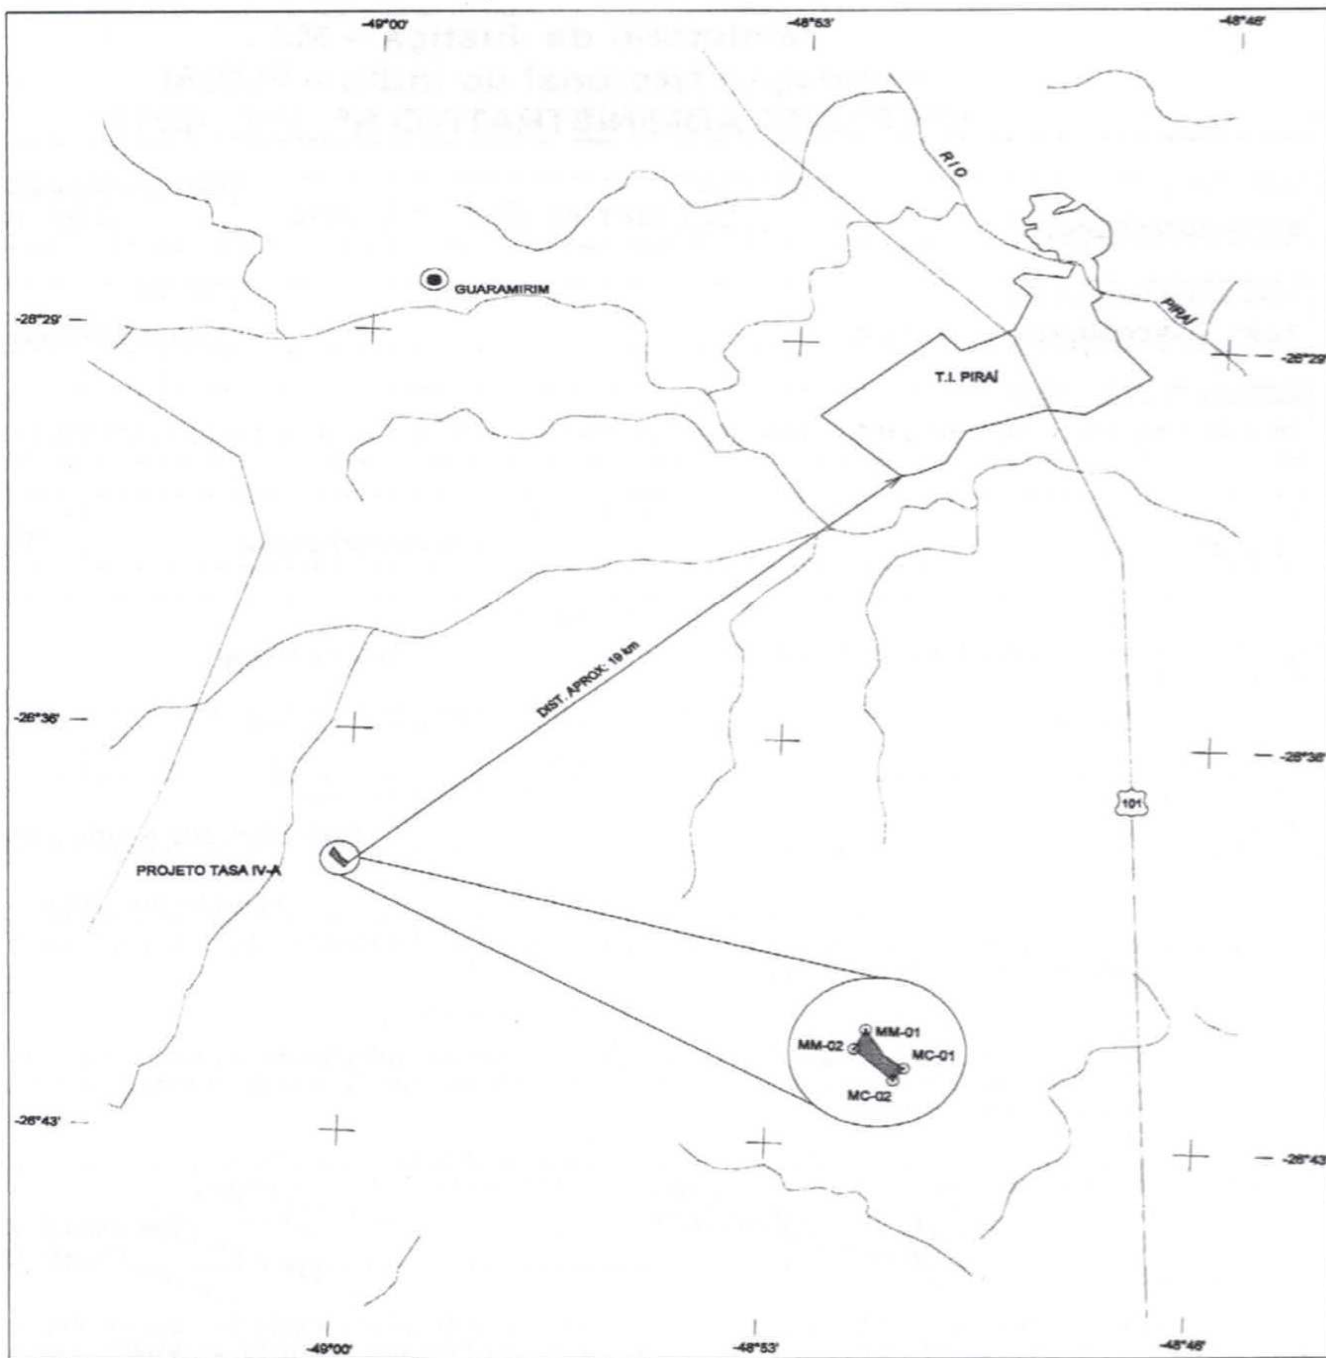 -49°00'
-48°53'
-48°46'
RIO
GUARAMIRIM
PIRAÍ
-26°29'
-26°29'
T.I. PIRAÍ
DIST. APROX: 19 km
-26°36'
-26°36'
101
PROJETO TASA IV-A
MM-01
MM-02
MC-01
MC-02
-26°43'
-26°43'
-49°00'
-48°53'
-48°46'